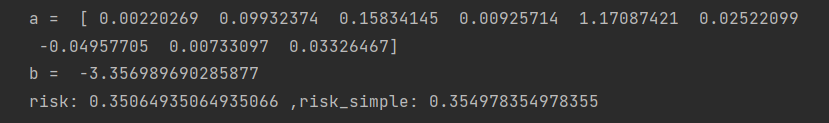 a =  [ 0.00220269  0.09932374  0.15834145  0.00925714  1.17087421  0.02522099
 -0.04957705  0.00733097  0.03326467]
b =  -3.356989690285877
risk: 0.35064935064935066 ,risk_simple: 0.354978354978355